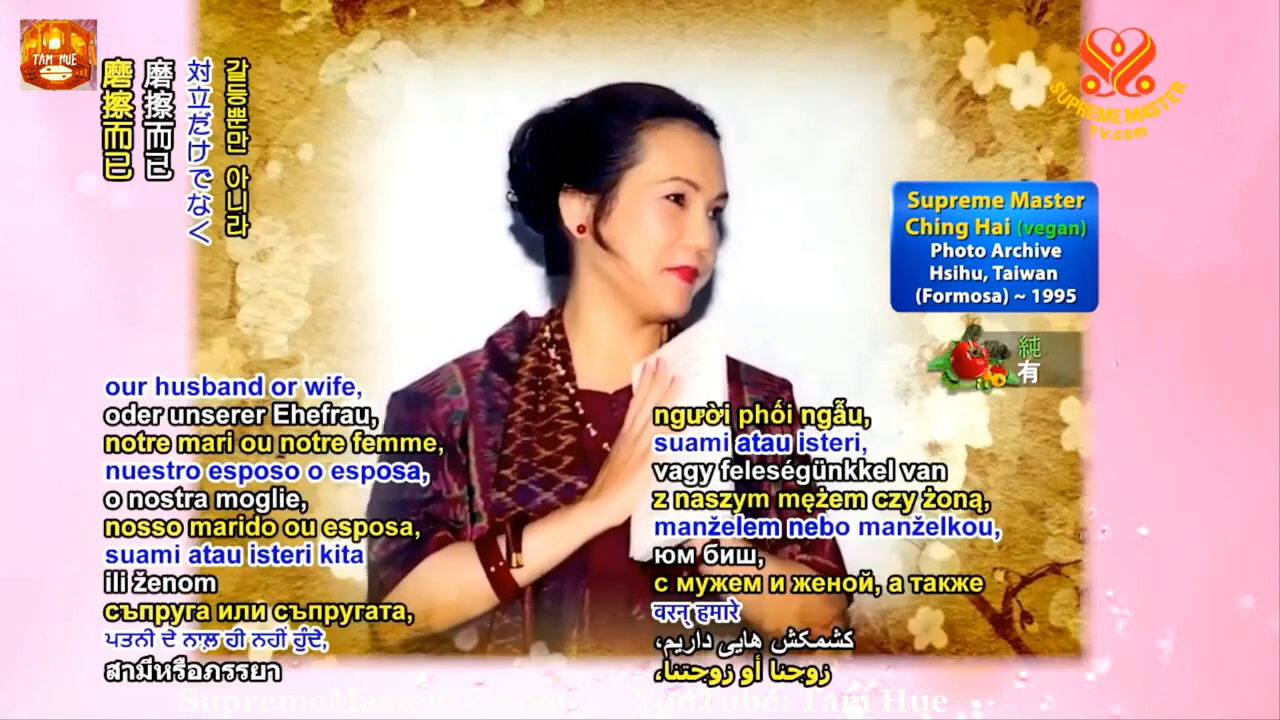 TAM HUE
磨擦而已
磨擦而已
対立だけでなく
갈등뿐만 아니라
SUPREME MASTER
TV.com
Supreme Master
Ching Hai (vegan)
Photo Archive
Hsihu, Taiwan
(Formosa) ~ 1995
純
有
our husband or wife,
oder unserer Ehefrau,
notre mari ou notre femme,
nuestro esposo o esposa,
o nostra moglie,
nosso marido ou esposa,
suami atau isteri kita
ili ženom
съпруга или съпругата,
ਪਤਨੀ ਦੇ ਨਾਲ਼ ਹੀ ਨਹੀਂ ਹੁੰਦੇ,
สามีหรือภรรยา
người phối ngẫu,
suami atau isteri,
vagy feleségünkkel van
z naszym mężem czy żoną,
manželem nebo manželkou,
юм биш,
с мужем и женой, а также
वरन् हमारे
کشمکش هایی داریم،
زوجنا أو زوجتنا،
SupremeMasterTV.com YouTube: Tam Hue